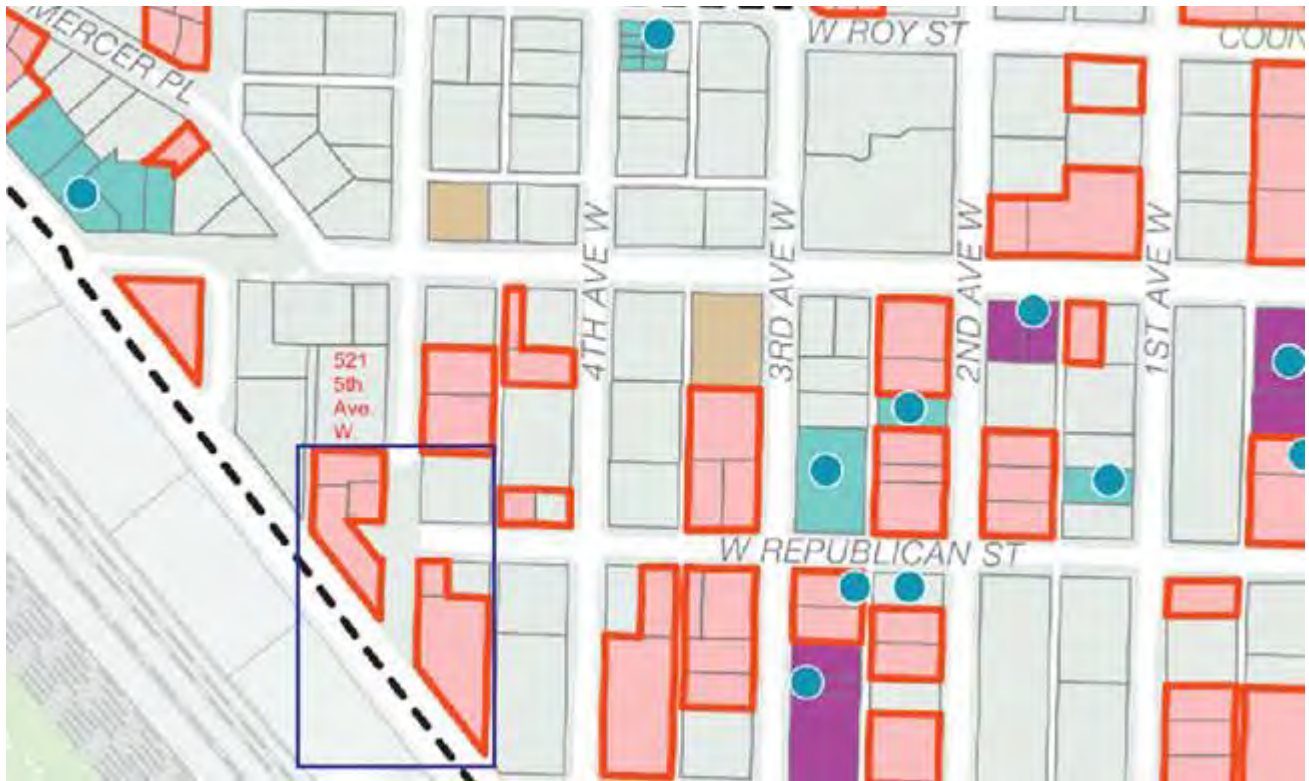 MERCER PL
W ROY ST
COUN
4TH AVE W
3RD AVE W
2ND AVE W
1ST AVE W
521
5th
Ave.
W
W REPUBLICAN ST